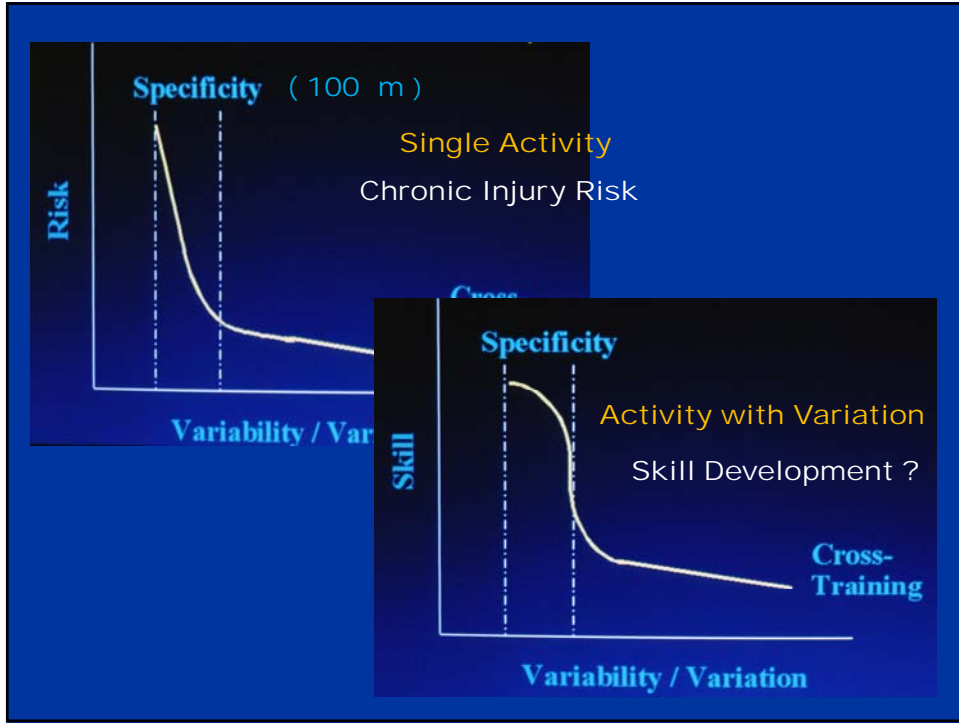 Specificity ( 100 m )
Single Activity
Chronic Injury Risk
Risk
Cross-
Variability / Var
Specificity
Activity with Variation
Skill Development ?
Skill
Cross-
Training
Variability / Variation